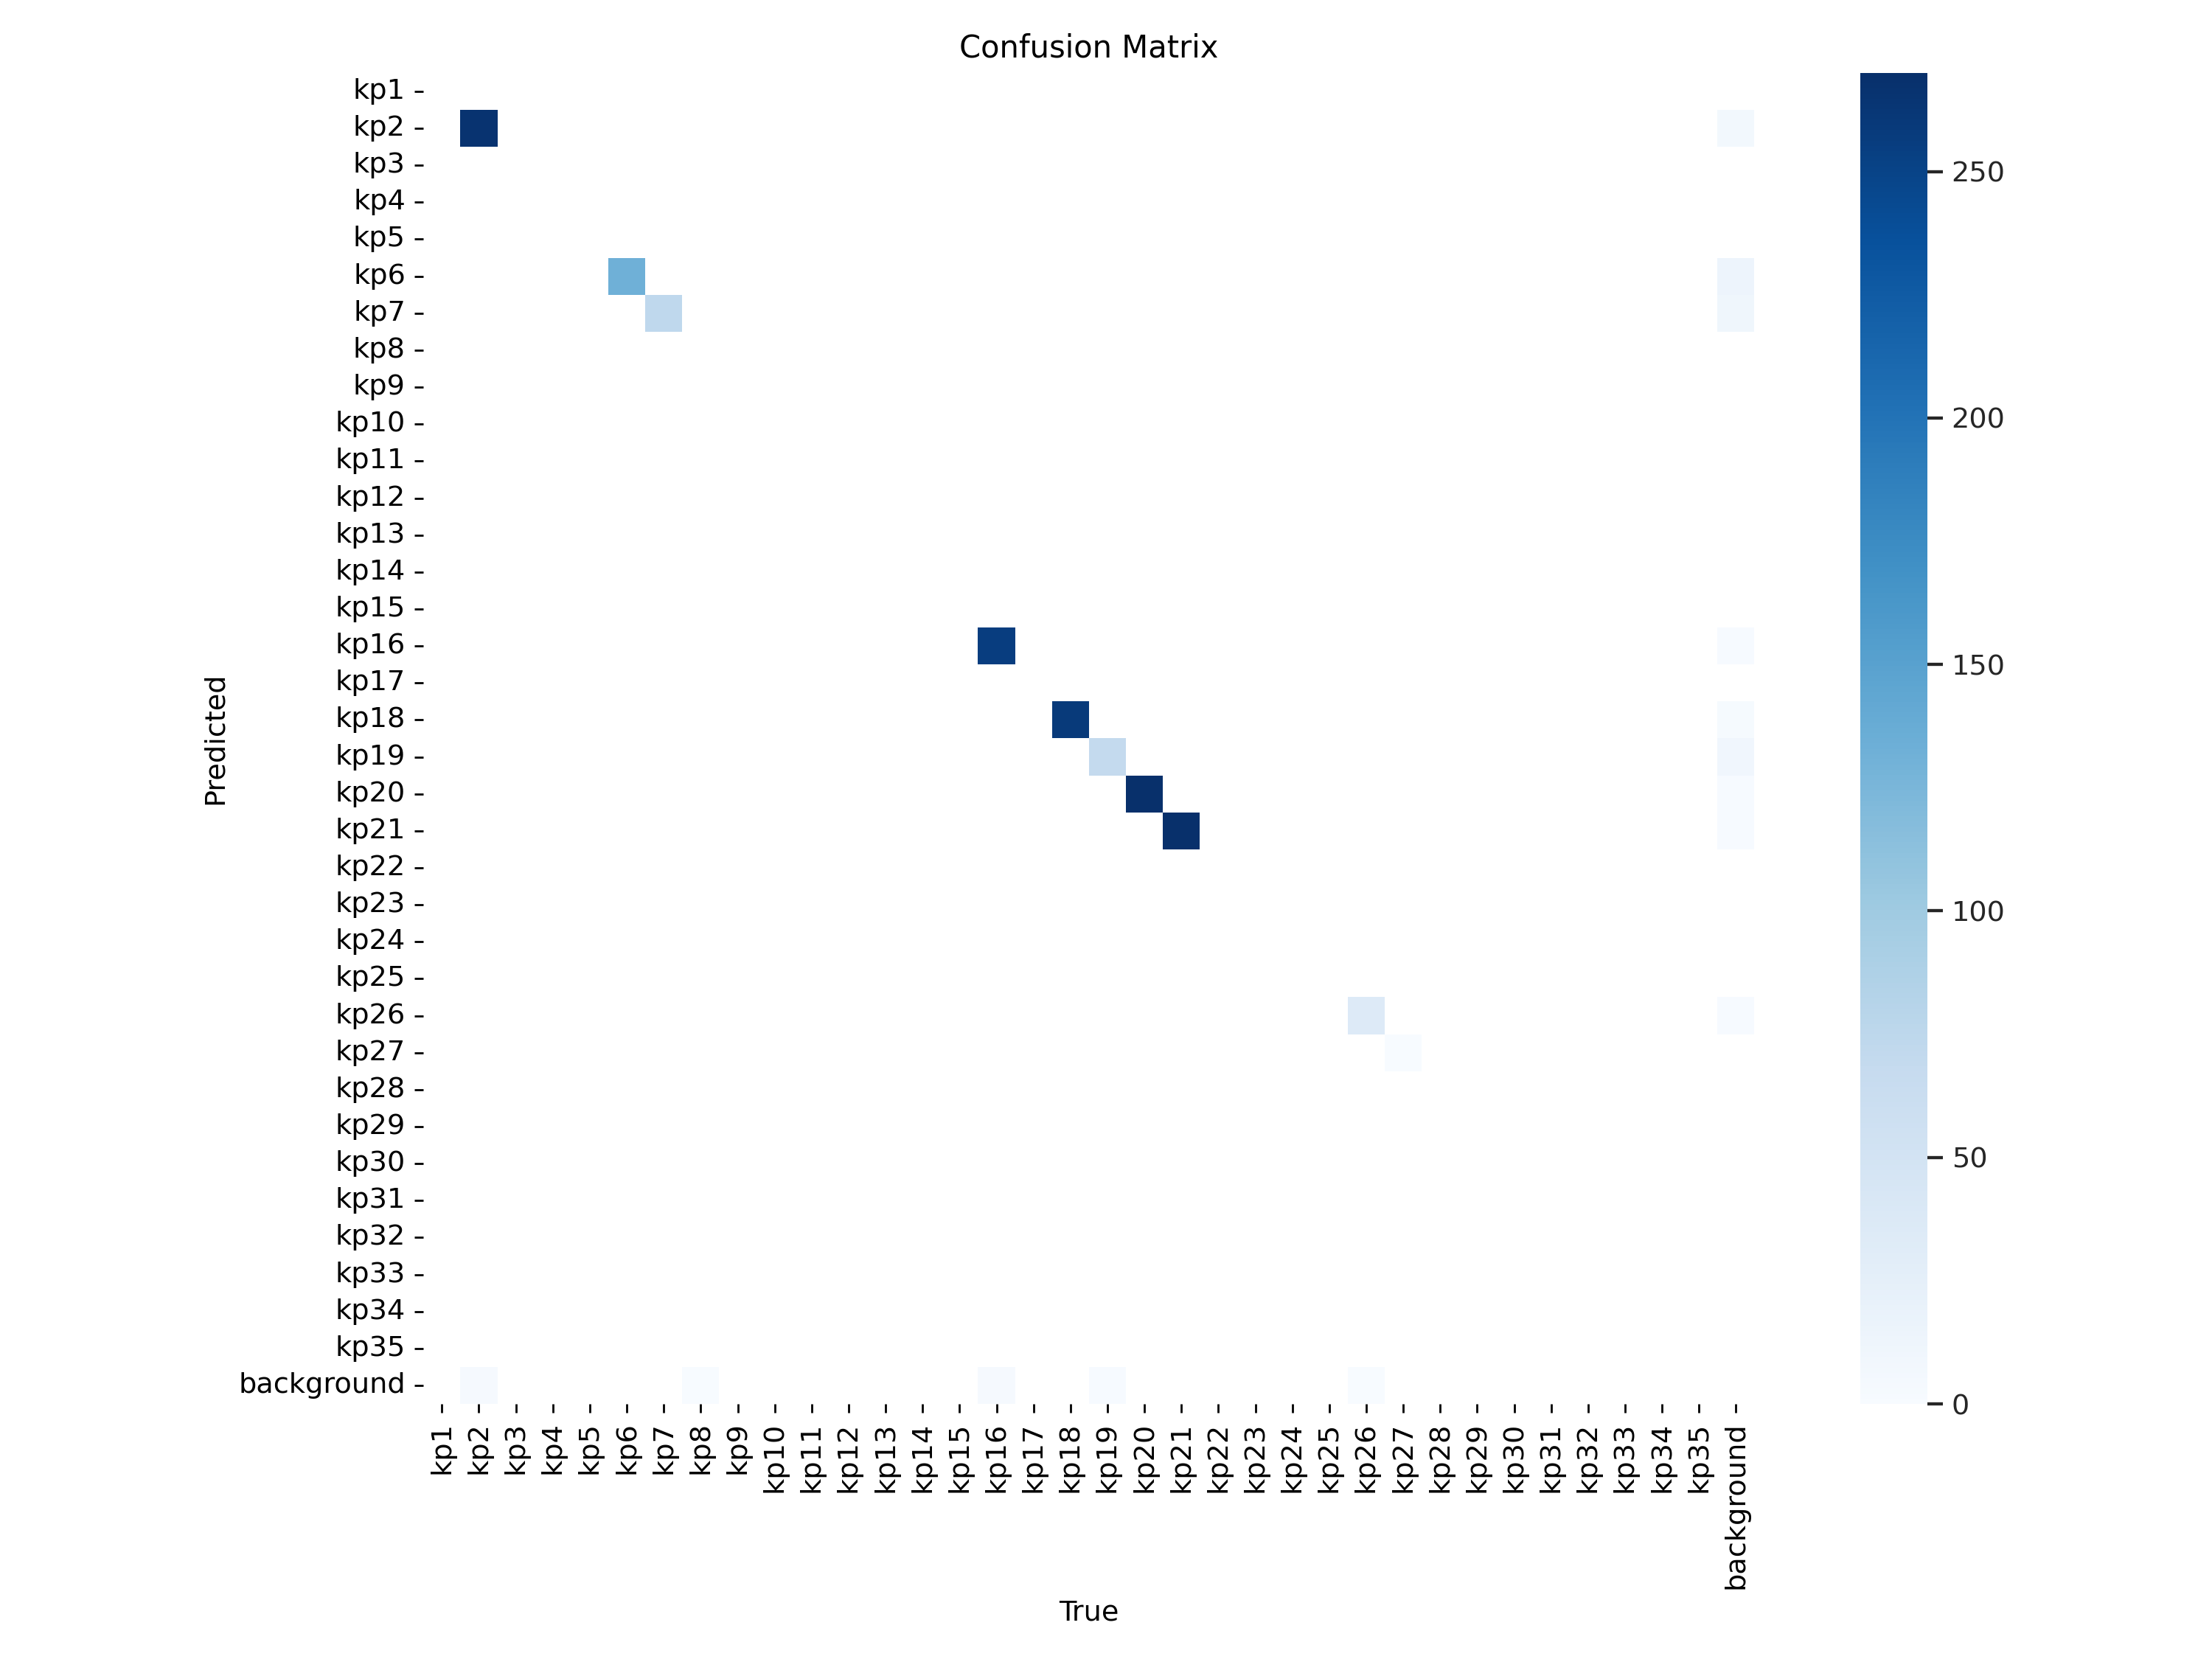 Confusion Matrix
kp1
kp2
kp3
kp4
kp5
kp6
kp7
kp8
kp9
kp10
kp11
kp12
kp13
kp14
kp15
kp16
kp17
kp18
kp19
kp20
kp21
kp22
kp23
kp24
kp25
kp26
kp27
kp28
kp29
kp30
kp31
kp32
kp33
kp34
kp35
background
Predicted
kp1
kp2
kp3
kp4
kp5
kp6
kp7
kp8
kp9
kp10
kp11
kp12
kp13
kp14
kp15
kp16
kp17
kp18
kp19
kp20
kp21
kp22
kp23
kp24
kp25
kp26
kp27
kp28
kp29
kp30
kp31
kp32
kp33
kp34
kp35
background
True
250
200
150
100
50
0